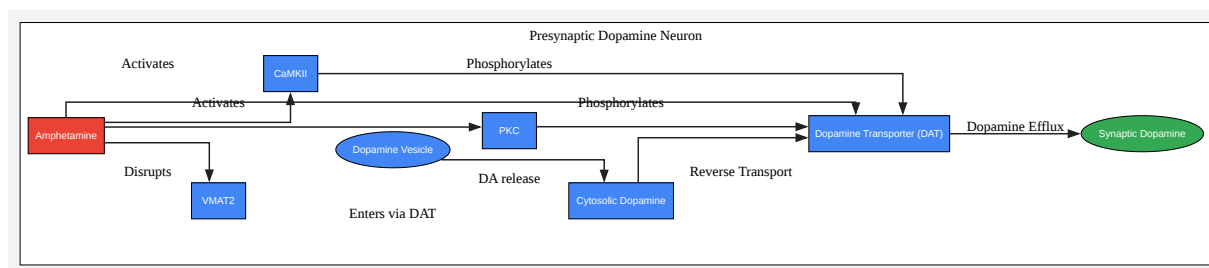 Presynaptic Dopamine Neuron
Activates
Phosphorylates
CaMKII
Activates
Phosphorylates
Amphetamine
PKC
Dopamine Transporter (DAT)
Dopamine Efflux
Synaptic Dopamine
Dopamine Vesicle
Disrupts
DA release
Reverse Transport
VMAT2
Cytosolic Dopamine
Enters via DAT